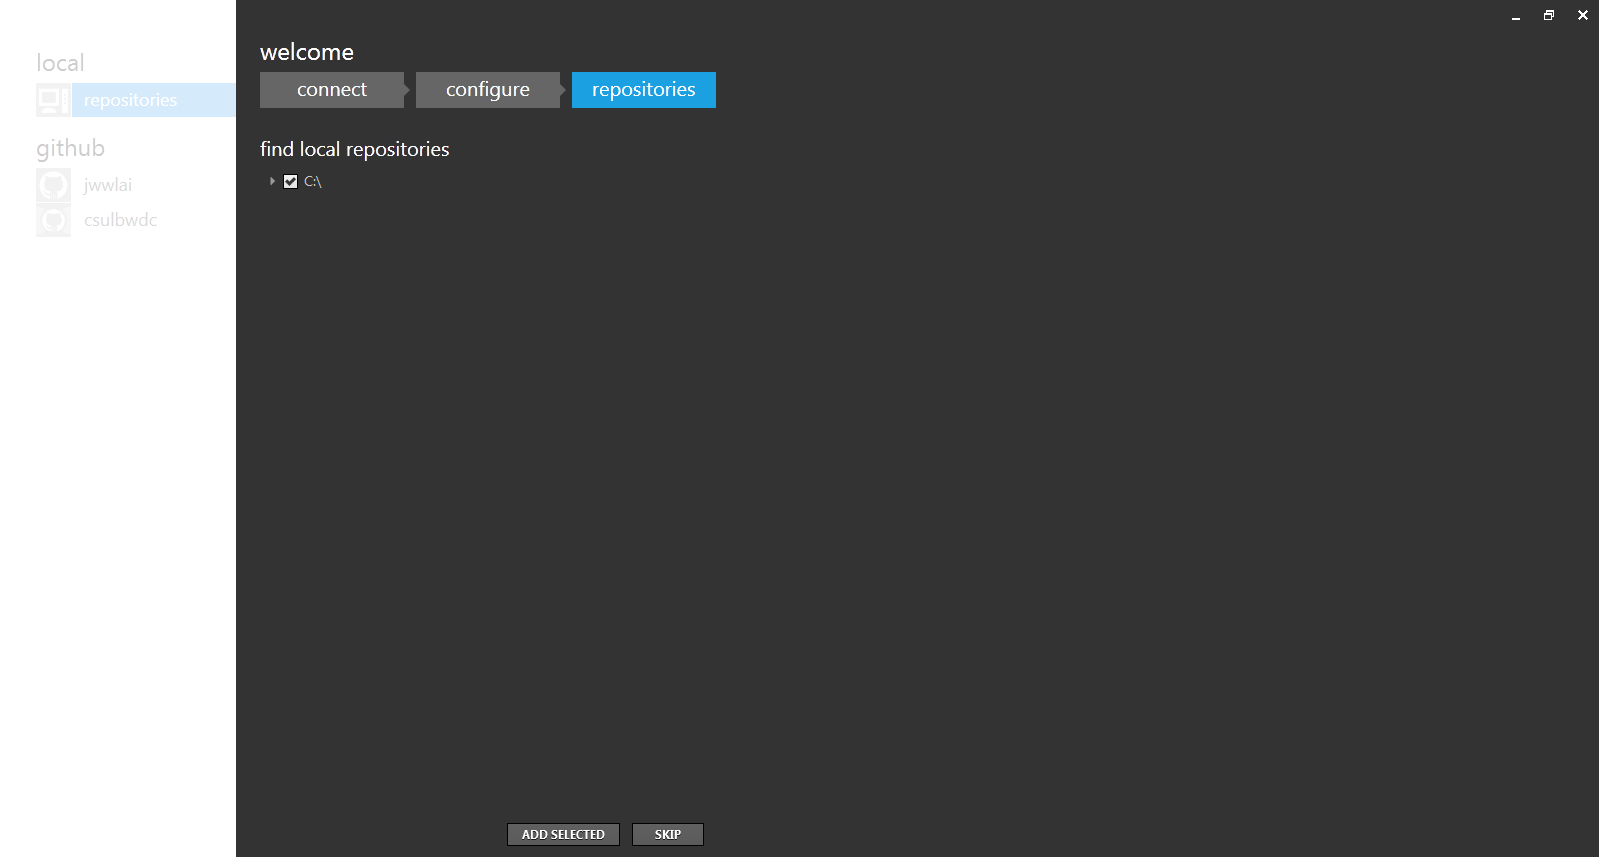 local
repositories
github
jwwlai
csulbwdc
welcome
connect
configure
repositories
find local repositories
C:\
ADD SELECTED
SKIP